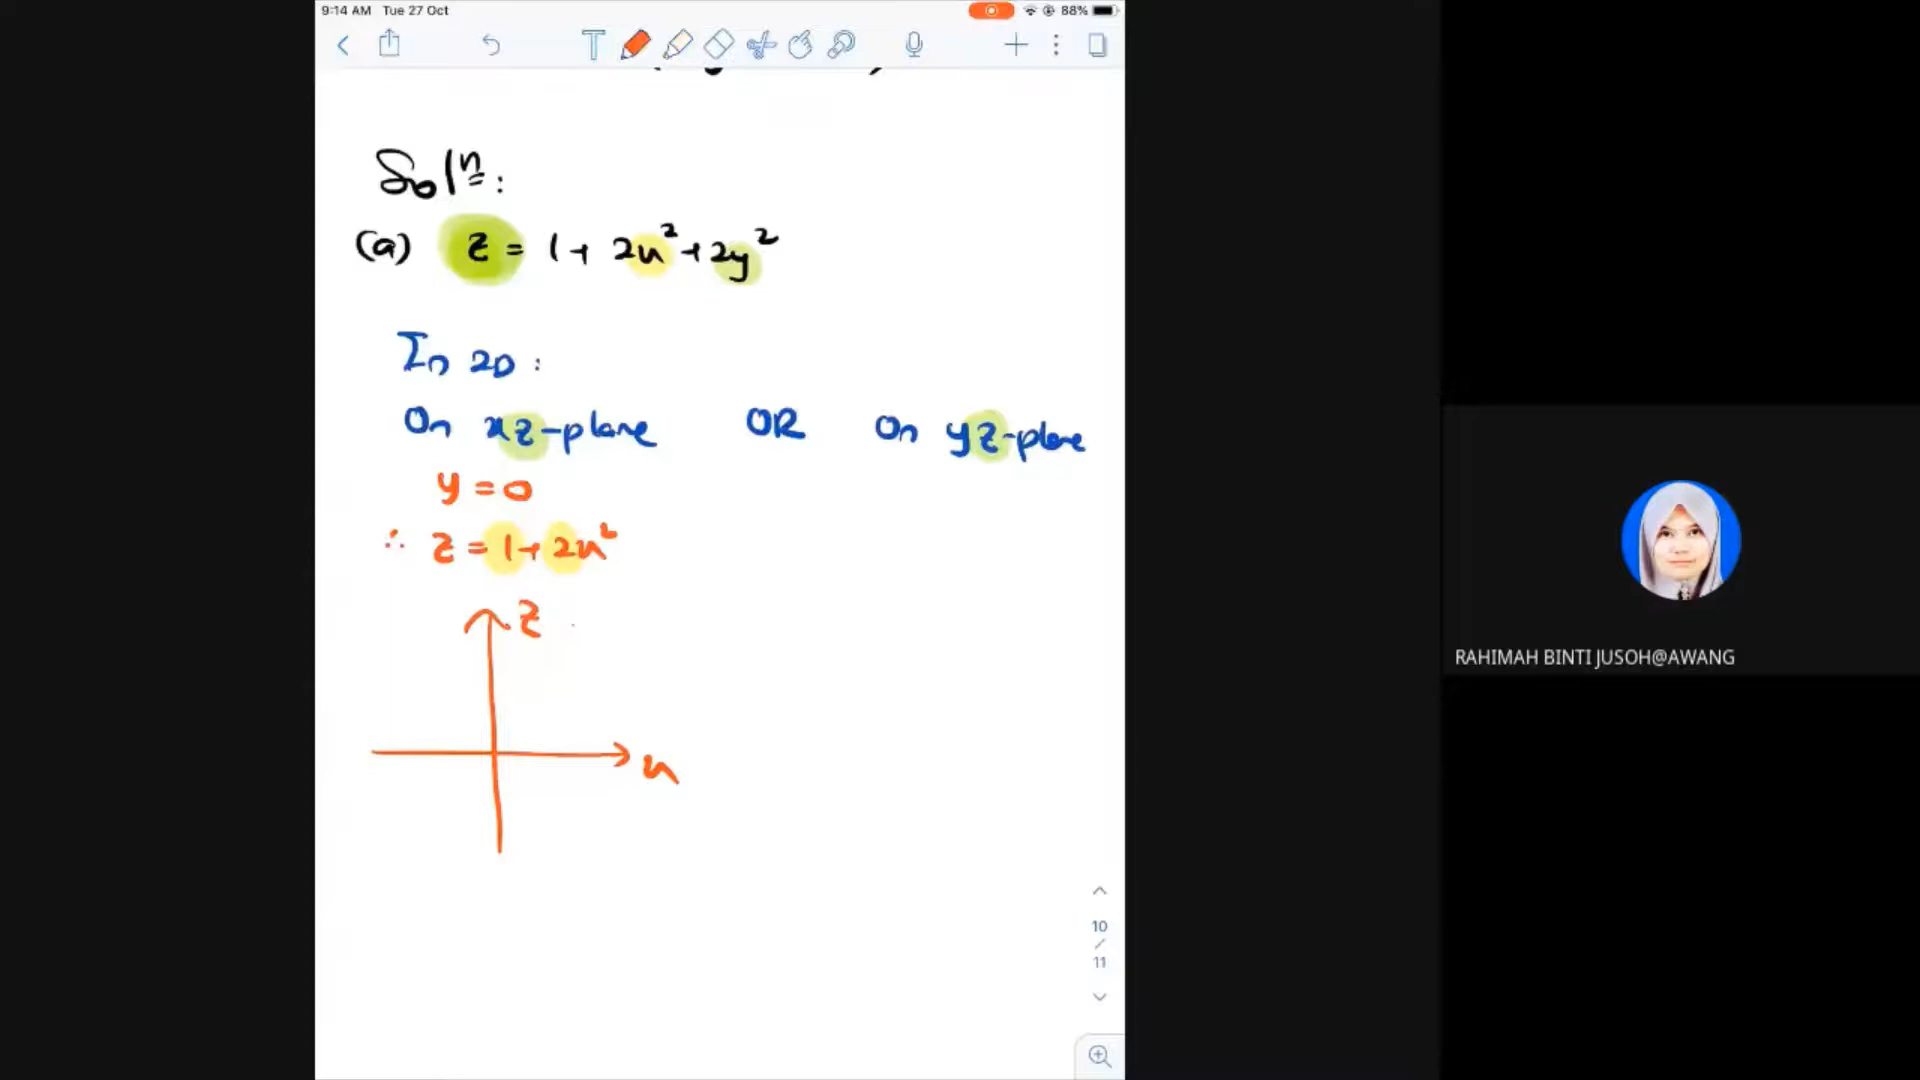 9:14 AM Tue 27 Oct 88%
Solⁿ:
(a) z = 1 + 2x² + 2y²
In 2D :
On xz-plane OR On yz-plane
y = 0
∴ z = 1 + 2x²
z
x
RAHIMAH BINTI JUSOH@AWANG
10
/
11